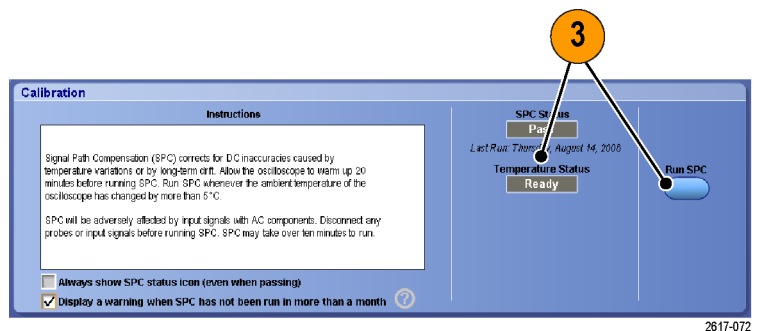 3
Calibration
Instructions
Signal Path Compensation (SPC) corrects for DC inaccuracies caused by
temperature variations or by long-term drift. Allow the oscilloscope to warm up 20
minutes before running SPC. Run SPC whenever the ambient temperature of the
oscilloscope has changed by more than 5°C.
SPC will be adversely affected by input signals with AC components. Disconnect any
probes or input signals before running SPC. SPC may take over ten minutes to run.
Always show SPC status icon (even when passing)
Display a warning when SPC has not been run in more than a month ?
SPC Status
Pass
Last Run: Thursday, August 14, 2008
Temperature Status
Ready
Run SPC
2617-072